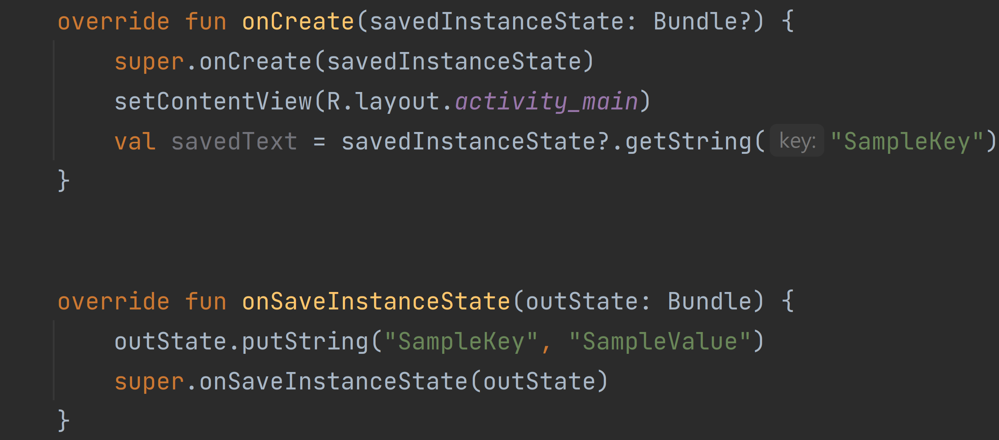 override fun onCreate(savedInstanceState: Bundle?) {
super.onCreate(savedInstanceState)
setContentView(R.layout.activity_main)
val savedText = savedInstanceState?.getString( key: "SampleKey")
}
override fun onSaveInstanceState(outState: Bundle) {
outState.putString("SampleKey", "SampleValue")
super.onSaveInstanceState(outState)
}